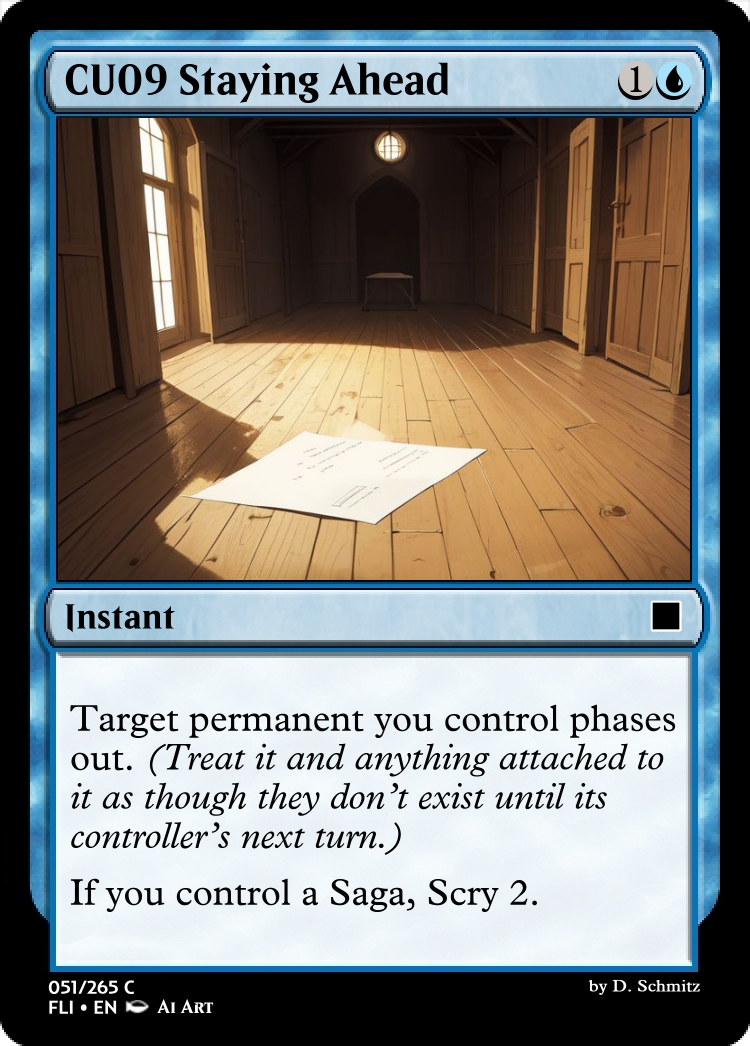 CU09 Staying Ahead 1
Instant
Target permanent you control phases
out. (Treat it and anything attached to
it as though they don't exist until its
controller's next turn.)
If you control a Saga, Scry 2.
051/265 C
by D. Schmitz
FLI • EN AI ART